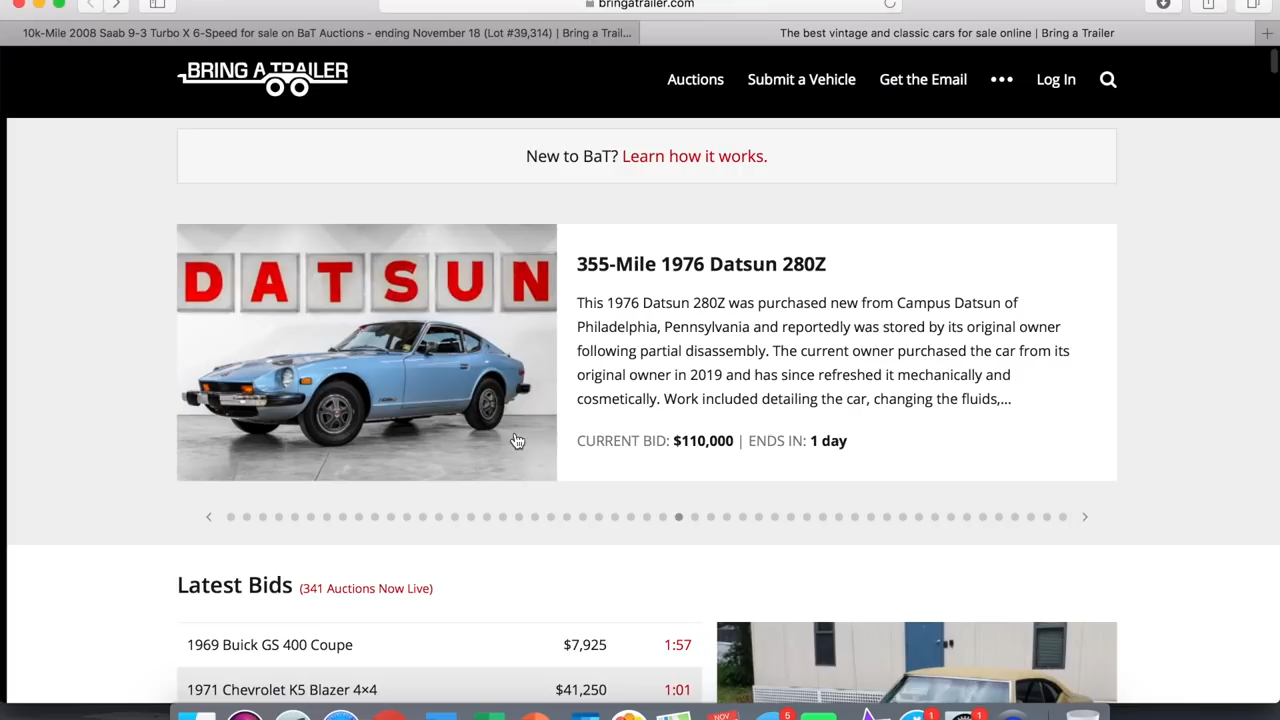 bringatrailer.com
10k-Mile 2008 Saab 9-3 Turbo X 6-Speed for sale on BaT Auctions - ending November 18 (Lot #39,314) | Bring a Trail...
The best vintage and classic cars for sale online | Bring a Trailer
BRING A TRAILER
Auctions
Submit a Vehicle
Get the Email
Log In
New to BaT? Learn how it works.
DATSUN
355-Mile 1976 Datsun 280Z
This 1976 Datsun 280Z was purchased new from Campus Datsun of
Philadelphia, Pennsylvania and reportedly was stored by its original owner
following partial disassembly. The current owner purchased the car from its
original owner in 2019 and has since refreshed it mechanically and
cosmetically. Work included detailing the car, changing the fluids,...
CURRENT BID: $110,000 | ENDS IN: 1 day
Latest Bids (341 Auctions Now Live)
1969 Buick GS 400 Coupe $7,925 1:57
1971 Chevrolet K5 Blazer 4×4 $41,250 1:01
NOV
5
1
1